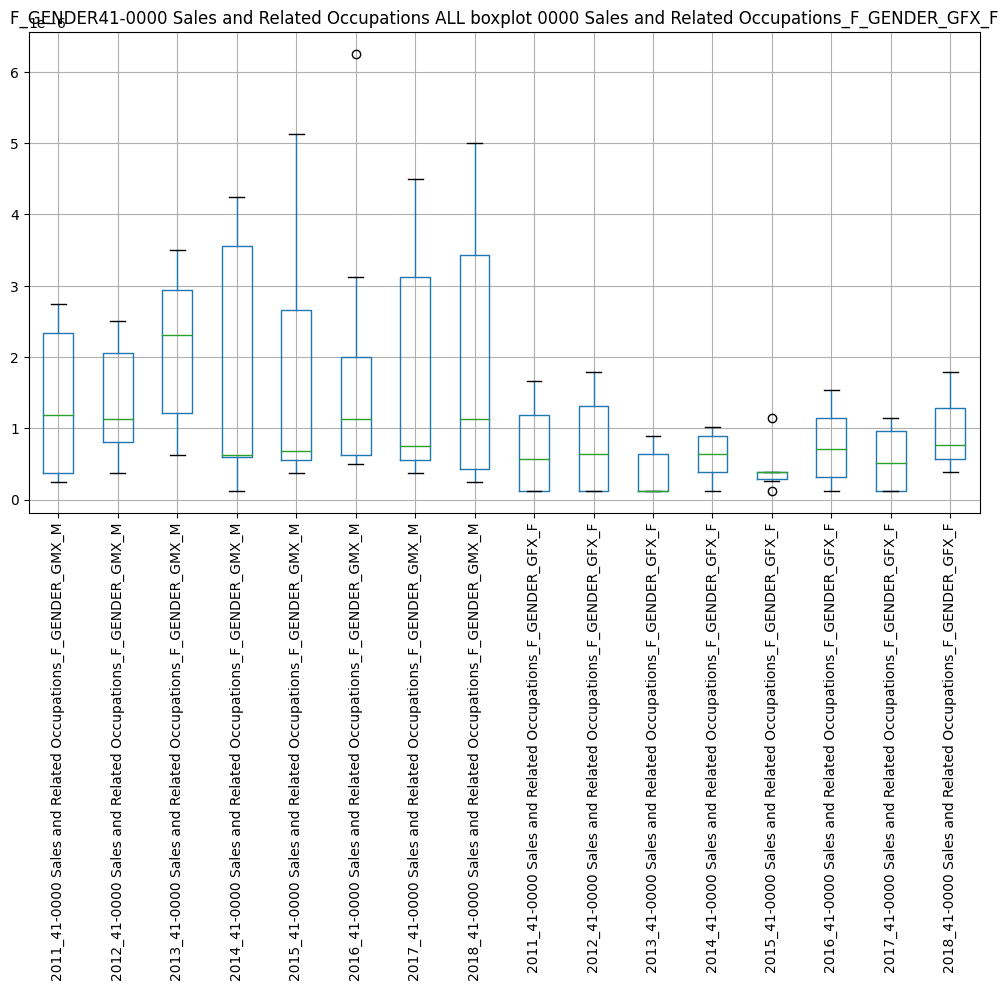 F_GENDER41-0000 Sales and Related Occupations ALL boxplot 0000 Sales and Related Occupations_F_GENDER_GFX_F
1e−6
6
5
4
3
2
1
0
2011_41-0000 Sales and Related Occupations_F_GENDER_GMX_M
2012_41-0000 Sales and Related Occupations_F_GENDER_GMX_M
2013_41-0000 Sales and Related Occupations_F_GENDER_GMX_M
2014_41-0000 Sales and Related Occupations_F_GENDER_GMX_M
2015_41-0000 Sales and Related Occupations_F_GENDER_GMX_M
2016_41-0000 Sales and Related Occupations_F_GENDER_GMX_M
2017_41-0000 Sales and Related Occupations_F_GENDER_GMX_M
2018_41-0000 Sales and Related Occupations_F_GENDER_GMX_M
2011_41-0000 Sales and Related Occupations_F_GENDER_GFX_F
2012_41-0000 Sales and Related Occupations_F_GENDER_GFX_F
2013_41-0000 Sales and Related Occupations_F_GENDER_GFX_F
2014_41-0000 Sales and Related Occupations_F_GENDER_GFX_F
2015_41-0000 Sales and Related Occupations_F_GENDER_GFX_F
2016_41-0000 Sales and Related Occupations_F_GENDER_GFX_F
2017_41-0000 Sales and Related Occupations_F_GENDER_GFX_F
2018_41-0000 Sales and Related Occupations_F_GENDER_GFX_F